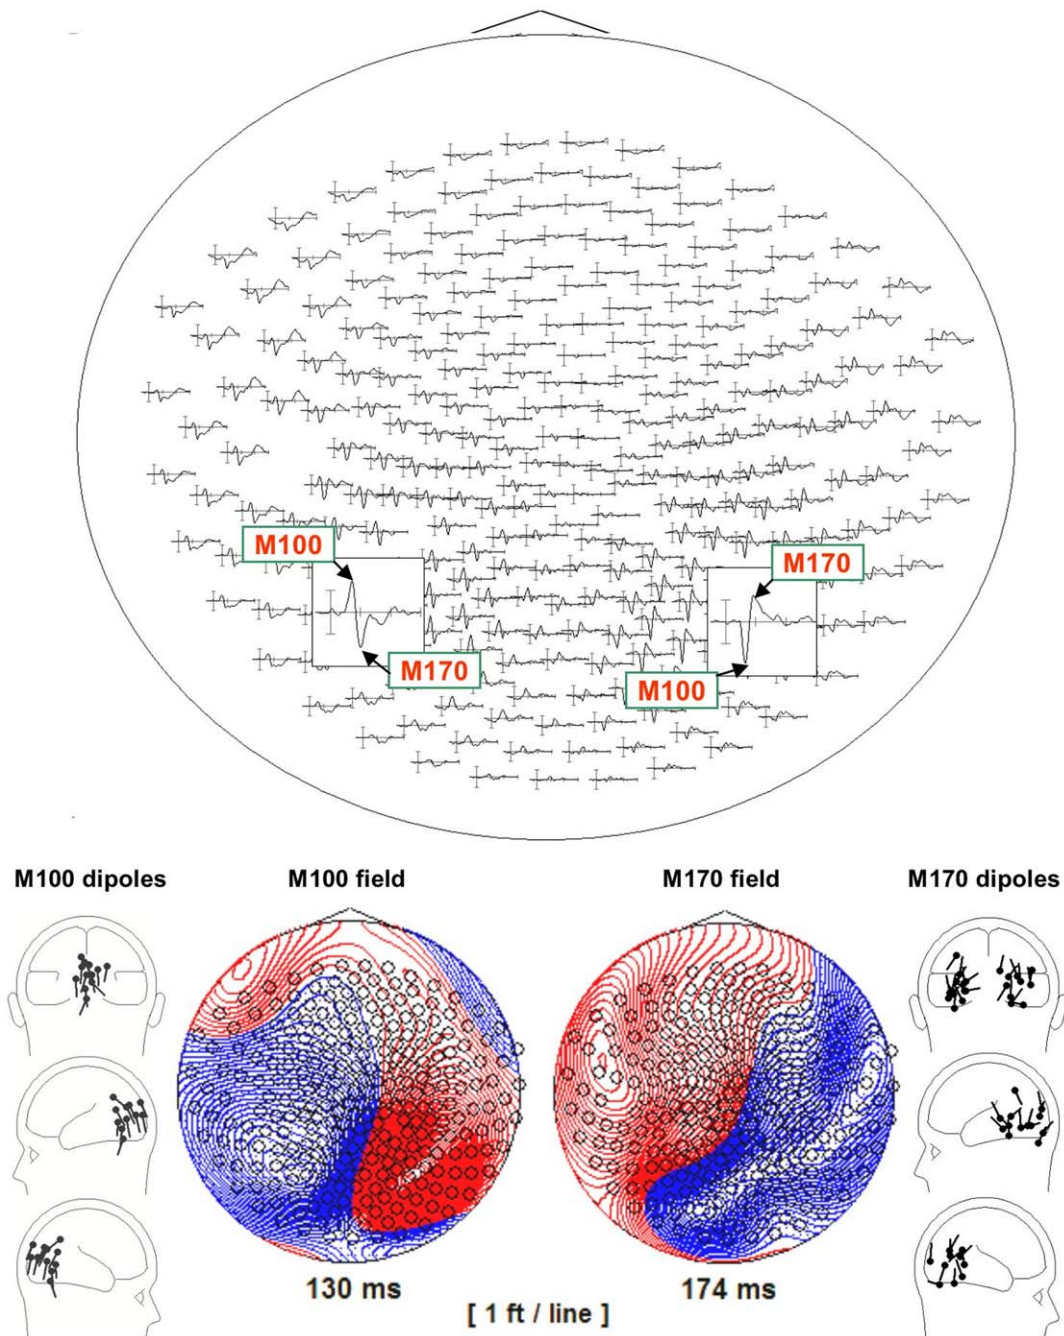 M100
M170
M170
M100
M100 dipoles
M100 field
M170 field
M170 dipoles
130 ms
174 ms
[ 1 ft / line ]